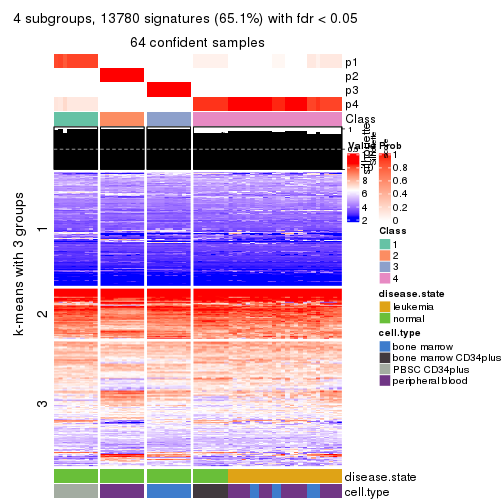 4 subgroups, 13780 signatures (65.1%) with fdr < 0.05
64 confident samples
p1
p2
p3
p4
Class
1
silhouette
Value
Prob
8
6
4
2
1
0.8
0.6
0.4
0.2
0
Class
1
2
3
4
disease.state
leukemia
normal
cell.type
bone marrow
bone marrow CD34plus
PBSC CD34plus
peripheral blood
k-means with 3 groups
1
2
3
disease.state
cell.type